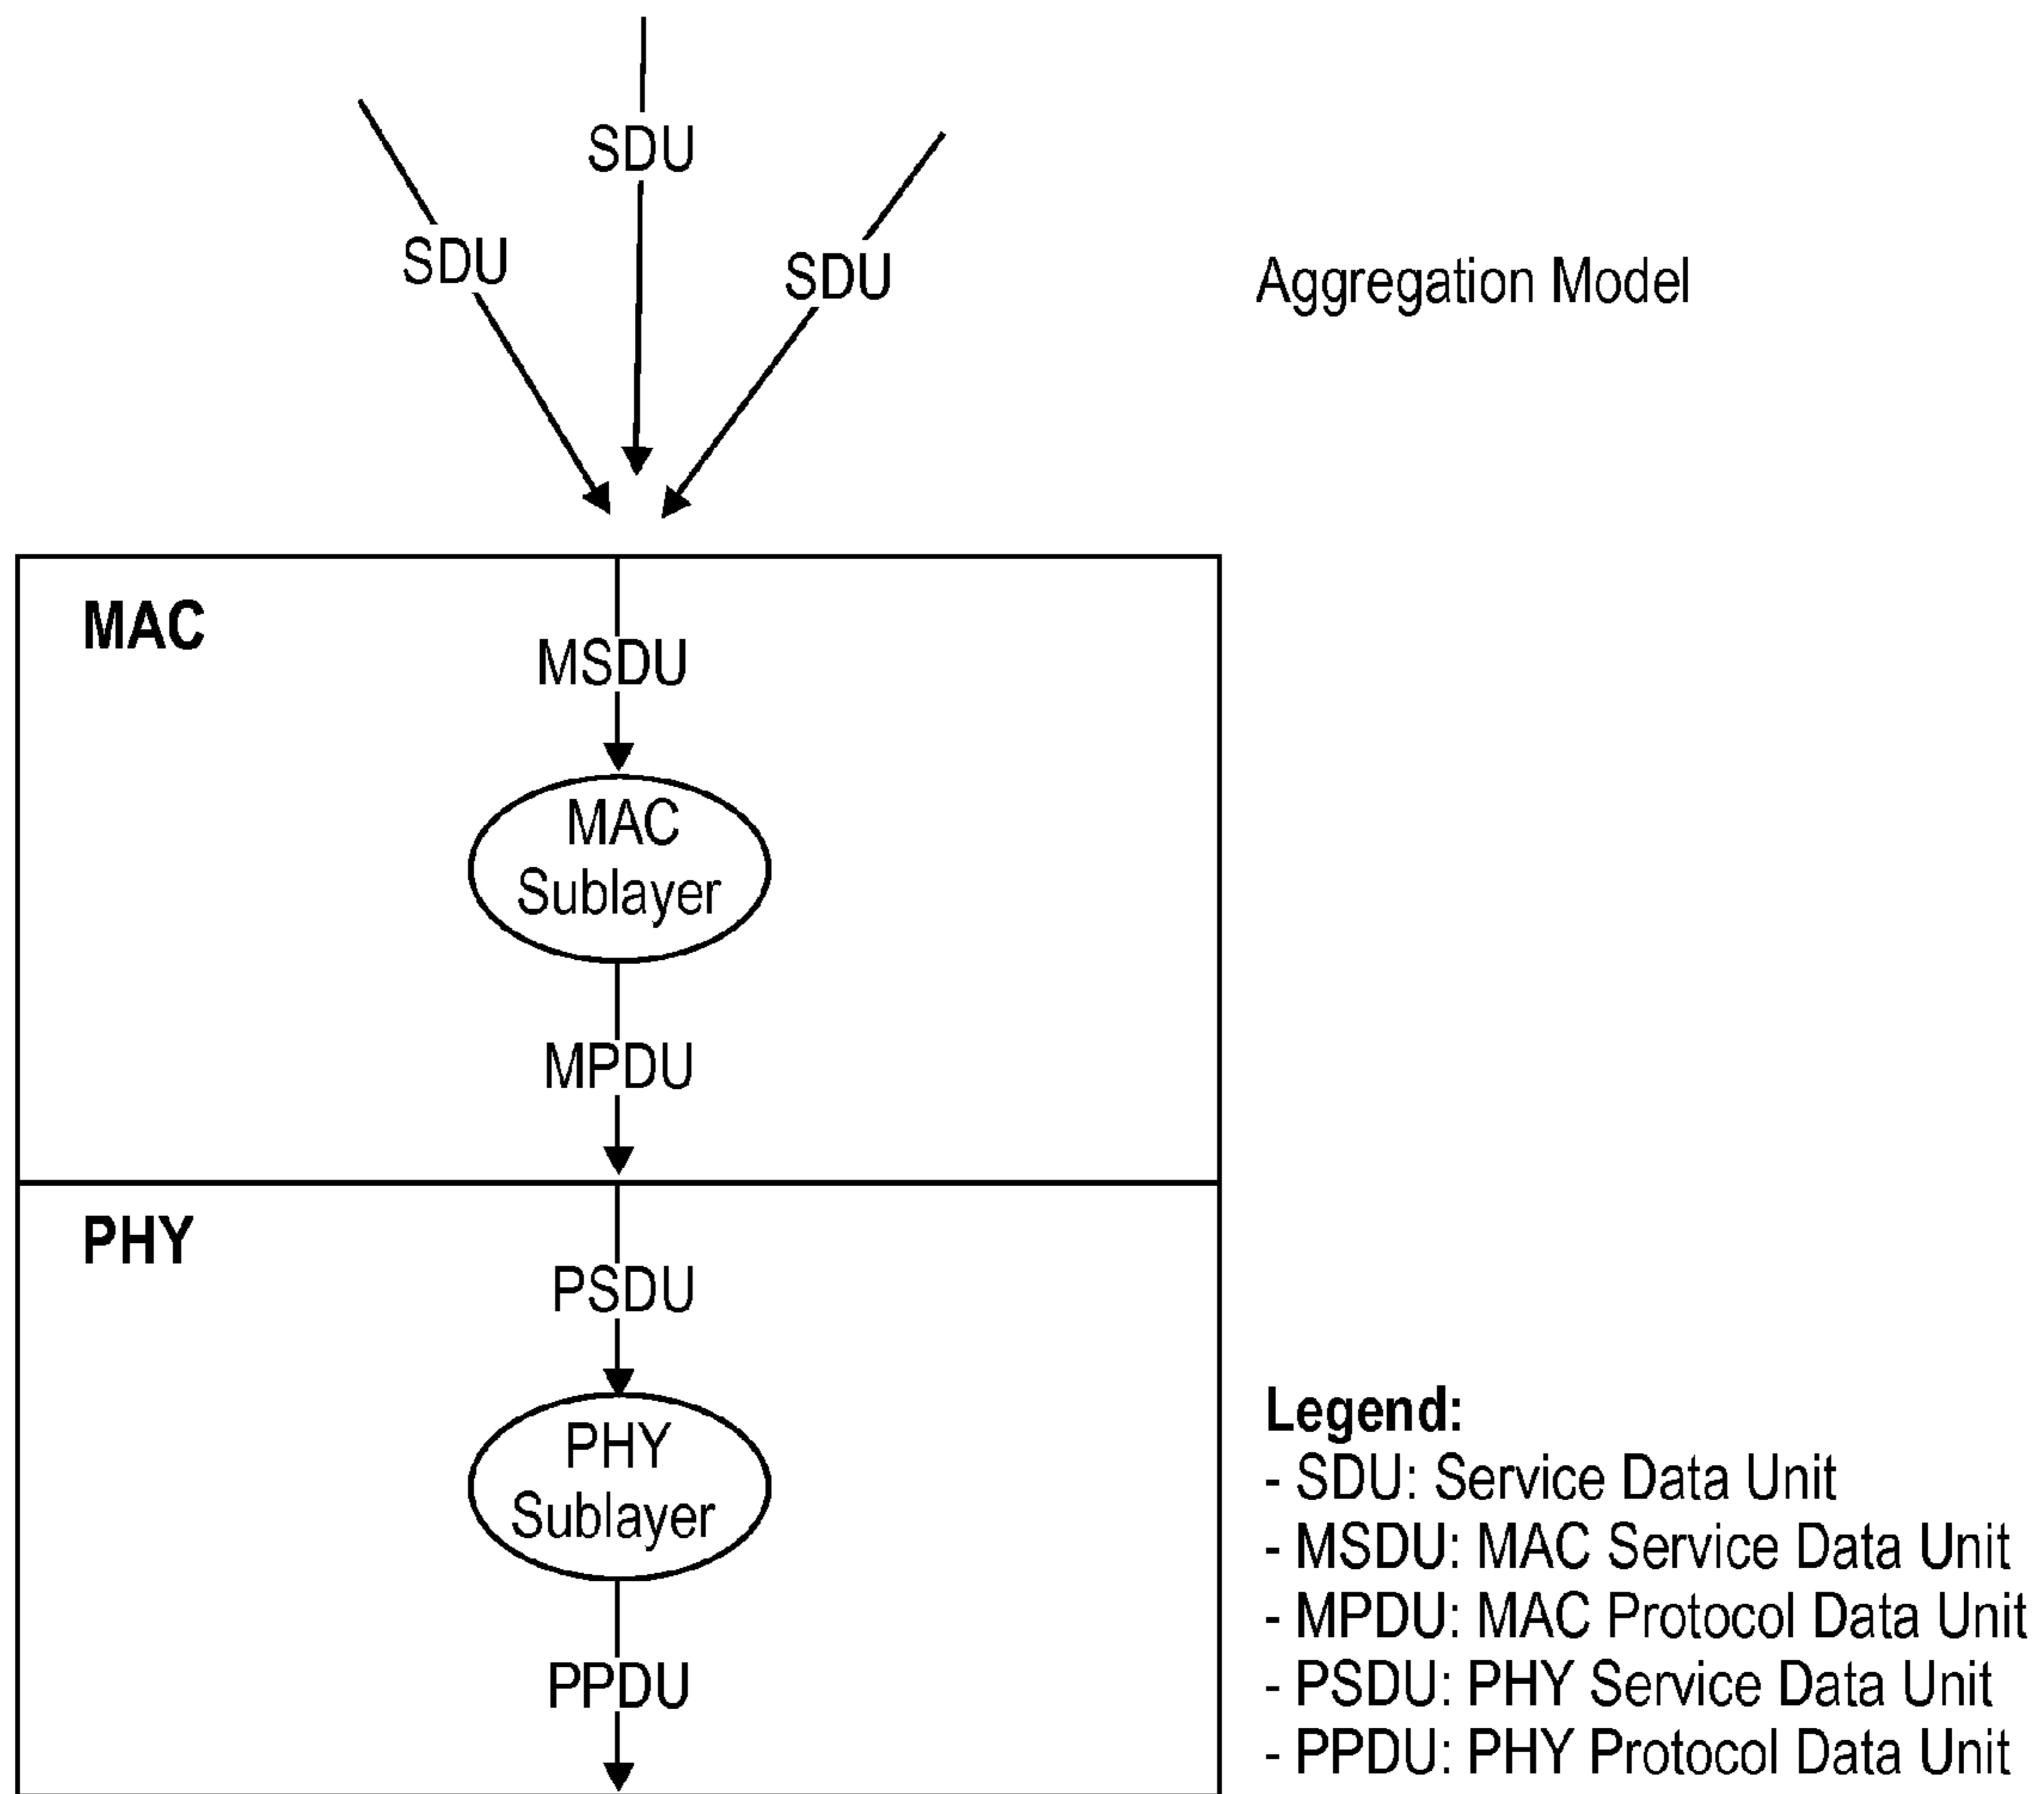 SDU
SDU
SDU
Aggregation Model
MAC
MSDU
MAC
Sublayer
MPDU
PHY
PSDU
PHY
Sublayer
PPDU
Legend:
- SDU: Service Data Unit
- MSDU: MAC Service Data Unit
- MPDU: MAC Protocol Data Unit
- PSDU: PHY Service Data Unit
- PPDU: PHY Protocol Data Unit